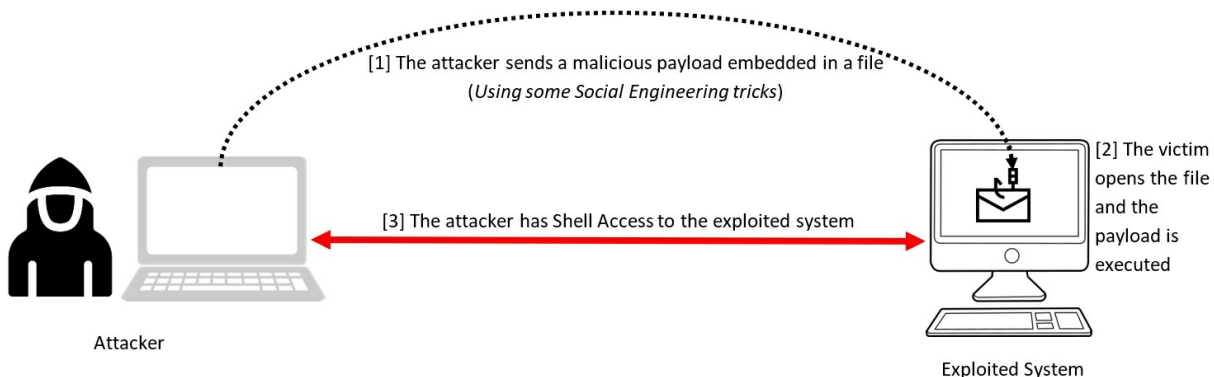 [1] The attacker sends a malicious payload embedded in a file
(Using some Social Engineering tricks)
[2] The victim
opens the file
and the
payload is
executed
[3] The attacker has Shell Access to the exploited system
Attacker
Exploited System